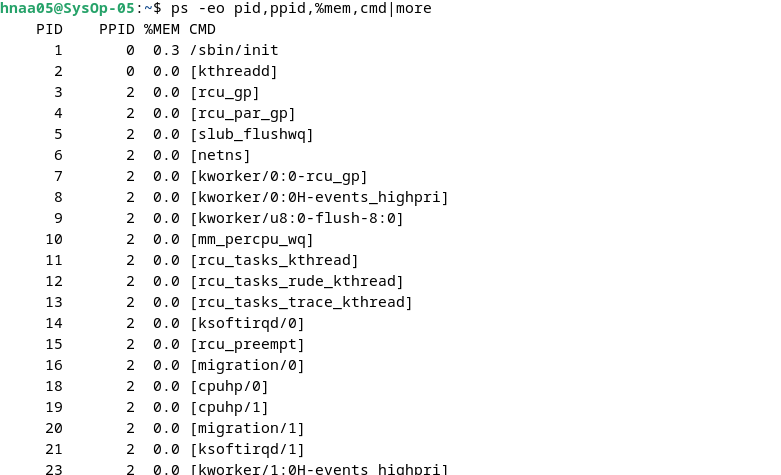 hnaa05@SysOp-05:~$ ps -eo pid,ppid,%mem,cmd|more
    PID    PPID %MEM CMD
      1       0  0.3 /sbin/init
      2       0  0.0 [kthreadd]
      3       2  0.0 [rcu_gp]
      4       2  0.0 [rcu_par_gp]
      5       2  0.0 [slub_flushwq]
      6       2  0.0 [netns]
      7       2  0.0 [kworker/0:0-rcu_gp]
      8       2  0.0 [kworker/0:0H-events_highpri]
      9       2  0.0 [kworker/u8:0-flush-8:0]
     10       2  0.0 [mm_percpu_wq]
     11       2  0.0 [rcu_tasks_kthread]
     12       2  0.0 [rcu_tasks_rude_kthread]
     13       2  0.0 [rcu_tasks_trace_kthread]
     14       2  0.0 [ksoftirqd/0]
     15       2  0.0 [rcu_preempt]
     16       2  0.0 [migration/0]
     18       2  0.0 [cpuhp/0]
     19       2  0.0 [cpuhp/1]
     20       2  0.0 [migration/1]
     21       2  0.0 [ksoftirqd/1]
     23       2  0.0 [kworker/1:0H-events_highpri]